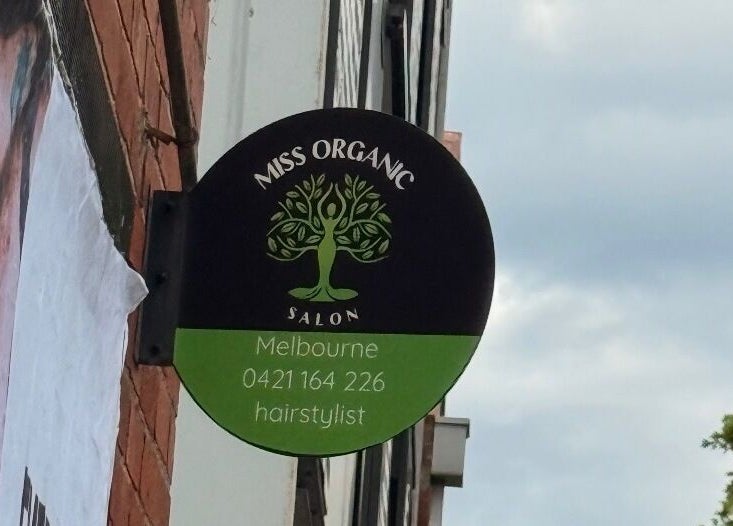 MISS ORGANIC
SALON
Melbourne
0421 164 226
hairstylist